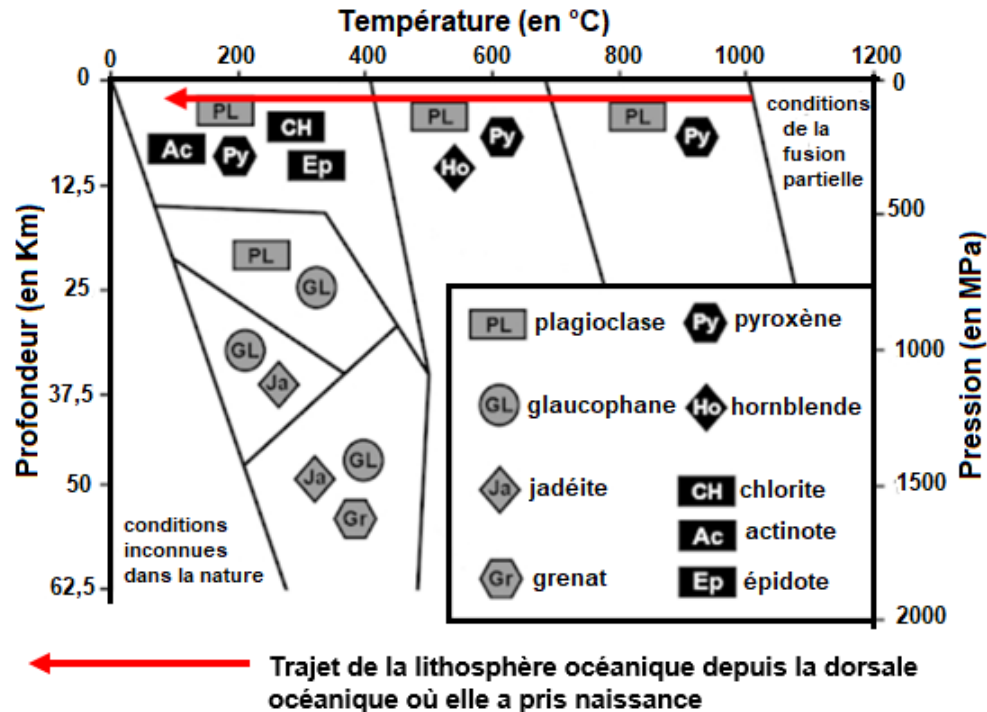 Température (en °C)
0 200 400 600 800 1000 1200
0
12,5
25
37,5
50
62,5
Profondeur (en Km)
0
500
1000
1500
2000
Pression (en MPa)
PL
CH
Ac
Py
Ep
PL
Py
Ho
PL
Py
conditions
de la
fusion
partielle
PL
GL
GL
Ja
GL
Ja
Gr
conditions
inconnues
dans la nature
PL plagioclase
Py pyroxène
GL glaucophane
Ho hornblende
Ja jadéite
CH chlorite
Ac actinote
Gr grenat
Ep épidote
Trajet de la lithosphère océanique depuis la dorsale
océanique où elle a pris naissance